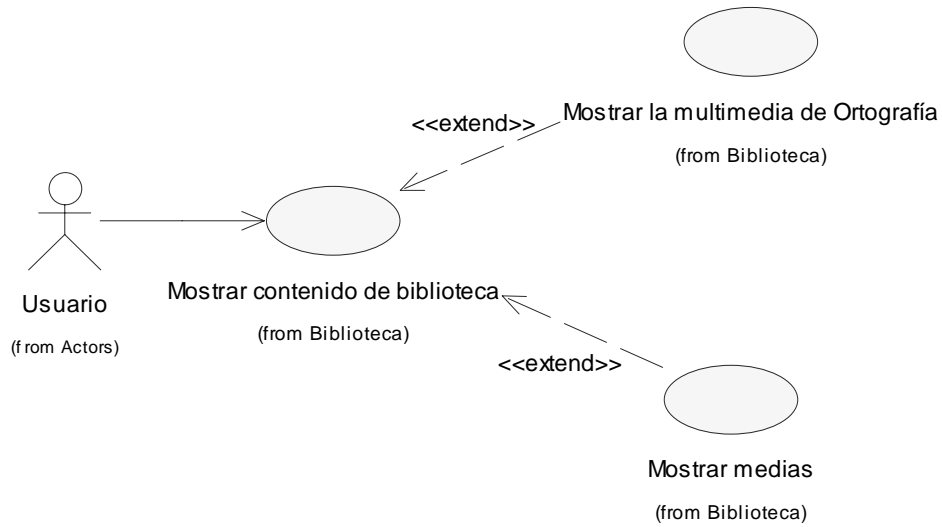 Mostrar la multimedia de Ortografía
(from Biblioteca)
<<extend>>
Usuario
(from Actors)
Mostrar contenido de biblioteca
(from Biblioteca)
<<extend>>
Mostrar medias
(from Biblioteca)